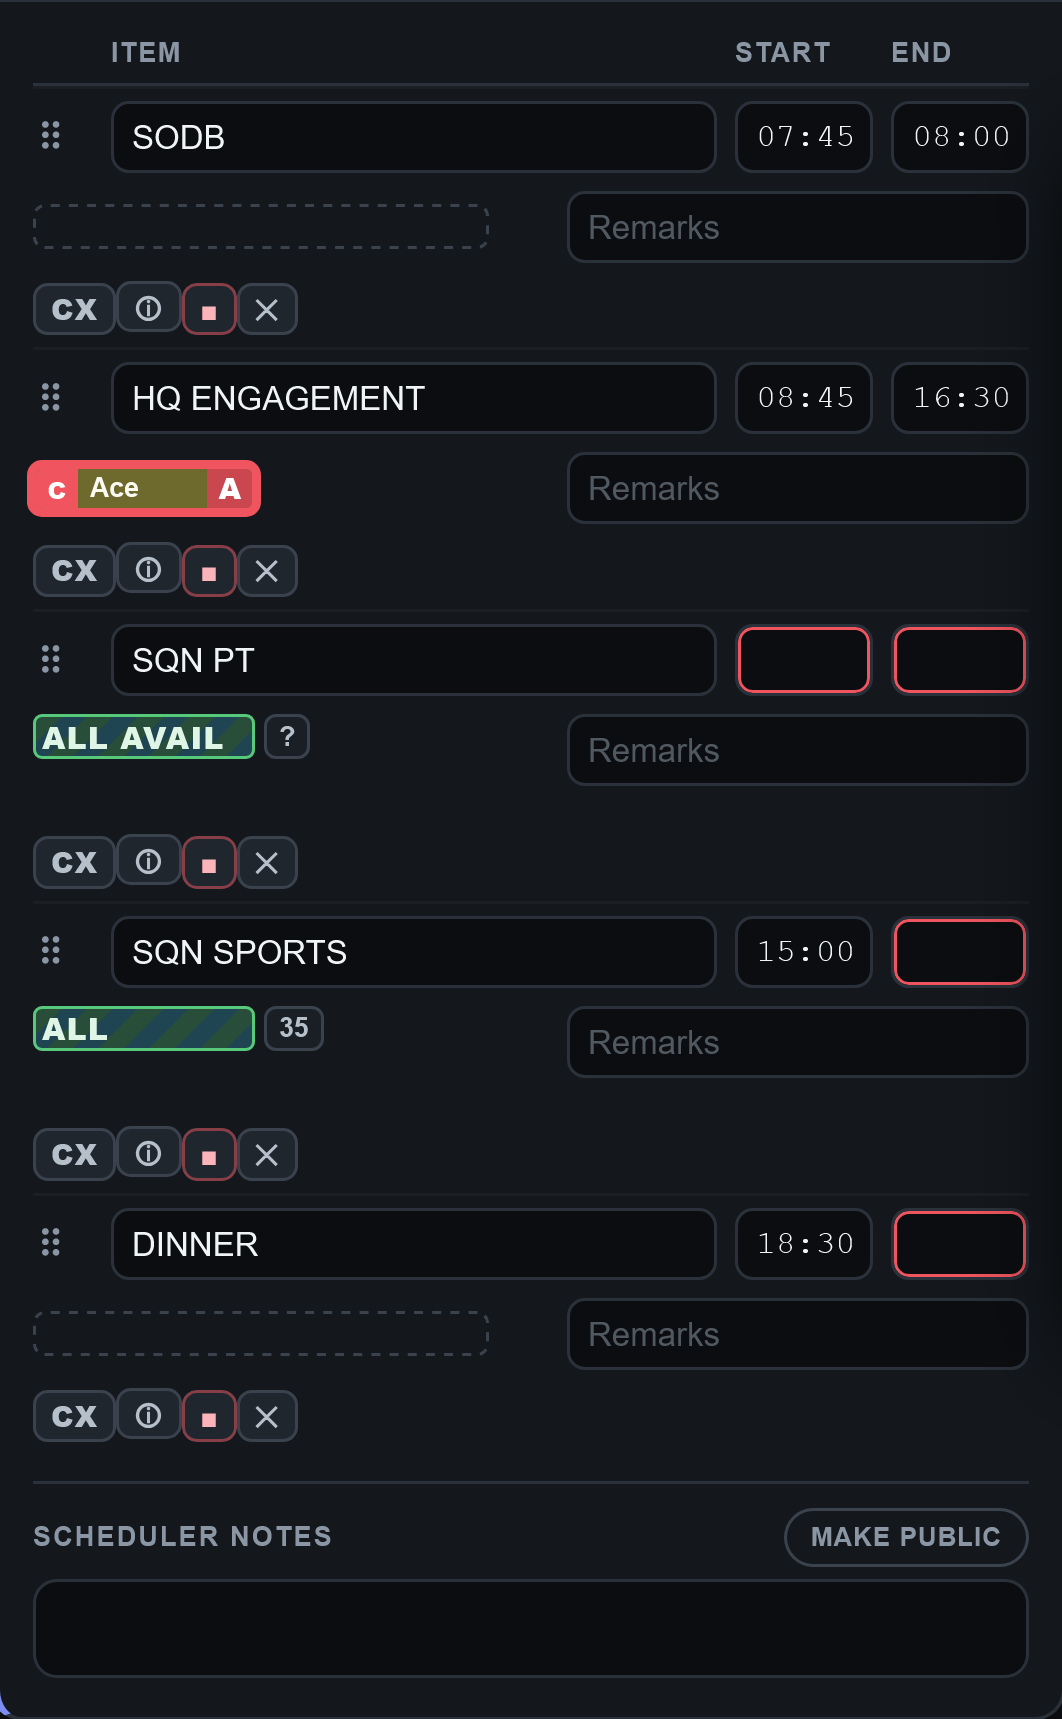 ITEM START END
SODB 07:45 08:00
Remarks
CX
HQ ENGAGEMENT 08:45 16:30
c Ace A Remarks
CX
SQN PT
ALL AVAIL ? Remarks
CX
SQN SPORTS 15:00
ALL 35 Remarks
CX
DINNER 18:30
Remarks
CX
SCHEDULER NOTES MAKE PUBLIC